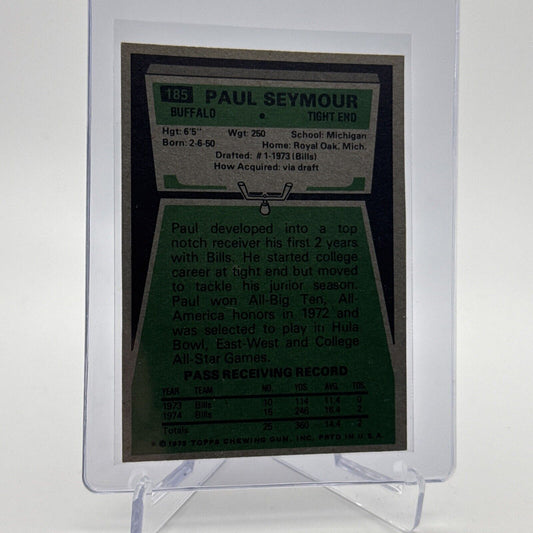 185 PAUL SEYMOUR
BUFFALO • TIGHT END
Hgt: 6'5" Wgt: 250 School: Michigan
Born: 2-6-50 Home: Royal Oak, Mich.
Drafted: #1-1973 (Bills)
How Acquired: via draft
Paul developed into a top
notch receiver his first 2 years
with Bills. He started college
career at tight end but moved
to tackle his junior season.
Paul won All-Big Ten, All-
America honors in 1972 and
was selected to play in Hula
Bowl, East-West and College
All-Star Games.
PASS RECEIVING RECORD
YEAR TEAM NO. YDS AVG. TDS.
1973 Bills 10 114 11.4 0
1974 Bills 15 246 16.4 2
Totals 25 360 14.4 2
* © 1975 TOPPS CHEWING GUM, INC. PRTD IN U.S.A.